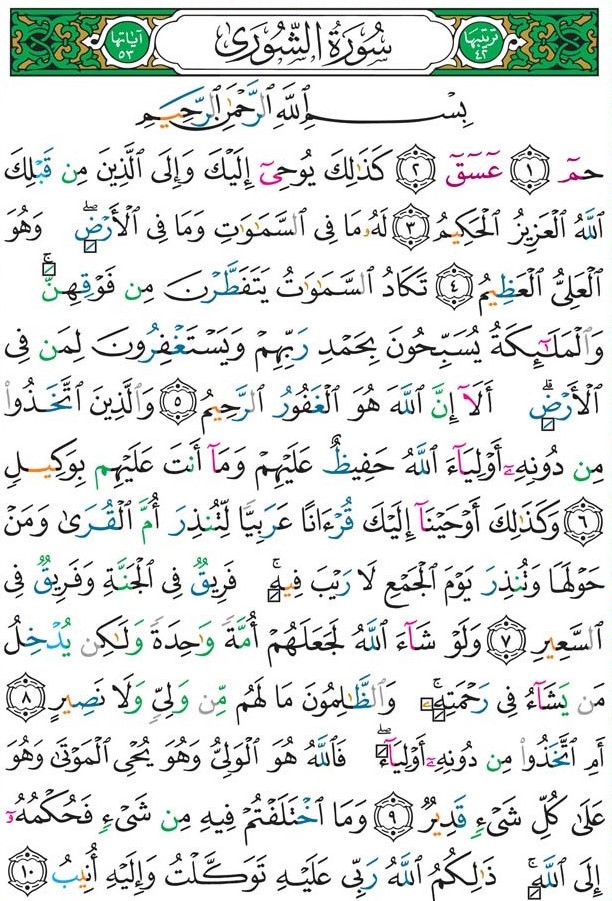 ترتيبها ٤٢ سُورَةُ الشُّورَىٰ آياتها ٥٣
بِسْمِ ٱللَّهِ ٱلرَّحْمَٰنِ ٱلرَّحِيمِ
حمٓ ١ عٓسٓقٓ ٢ كَذَٰلِكَ يُوحِىٓ إِلَيْكَ وَإِلَى ٱلَّذِينَ مِن قَبْلِكَ
ٱللَّهُ ٱلْعَزِيزُ ٱلْحَكِيمُ ٣ لَهُۥ مَا فِى ٱلسَّمَٰوَٰتِ وَمَا فِى ٱلْأَرْضِۖ وَهُوَ
ٱلْعَلِىُّ ٱلْعَظِيمُ ٤ تَكَادُ ٱلسَّمَٰوَٰتُ يَتَفَطَّرْنَ مِن فَوْقِهِنَّۚ
وَٱلْمَلَٰٓئِكَةُ يُسَبِّحُونَ بِحَمْدِ رَبِّهِمْ وَيَسْتَغْفِرُونَ لِمَن فِى
ٱلْأَرْضِۗ أَلَآ إِنَّ ٱللَّهَ هُوَ ٱلْغَفُورُ ٱلرَّحِيمُ ٥ وَٱلَّذِينَ ٱتَّخَذُوا۟
مِن دُونِهِۦٓ أَوْلِيَآءَ ٱللَّهُ حَفِيظٌ عَلَيْهِمْ وَمَآ أَنتَ عَلَيْهِم بِوَكِيلٍ
٦ وَكَذَٰلِكَ أَوْحَيْنَآ إِلَيْكَ قُرْءَانًا عَرَبِيًّا لِّتُنذِرَ أُمَّ ٱلْقُرَىٰ وَمَنْ
حَوْلَهَا وَتُنذِرَ يَوْمَ ٱلْجَمْعِ لَا رَيْبَ فِيهِۚ فَرِيقٌ فِى ٱلْجَنَّةِ وَفَرِيقٌ فِى
ٱلسَّعِيرِ ٧ وَلَوْ شَآءَ ٱللَّهُ لَجَعَلَهُمْ أُمَّةً وَٰحِدَةً وَلَٰكِن يُدْخِلُ
مَن يَشَآءُ فِى رَحْمَتِهِۦۚ وَٱلظَّٰلِمُونَ مَا لَهُم مِّن وَلِىٍّ وَلَا نَصِيرٍ ٨
أَمِ ٱتَّخَذُوا۟ مِن دُونِهِۦٓ أَوْلِيَآءَۖ فَٱللَّهُ هُوَ ٱلْوَلِىُّ وَهُوَ يُحْىِ ٱلْمَوْتَىٰ وَهُوَ
عَلَىٰ كُلِّ شَىْءٍ قَدِيرٌ ٩ وَمَا ٱخْتَلَفْتُمْ فِيهِ مِن شَىْءٍ فَحُكْمُهُۥٓ
إِلَى ٱللَّهِۚ ذَٰلِكُمُ ٱللَّهُ رَبِّى عَلَيْهِ تَوَكَّلْتُ وَإِلَيْهِ أُنِيبُ ١٠